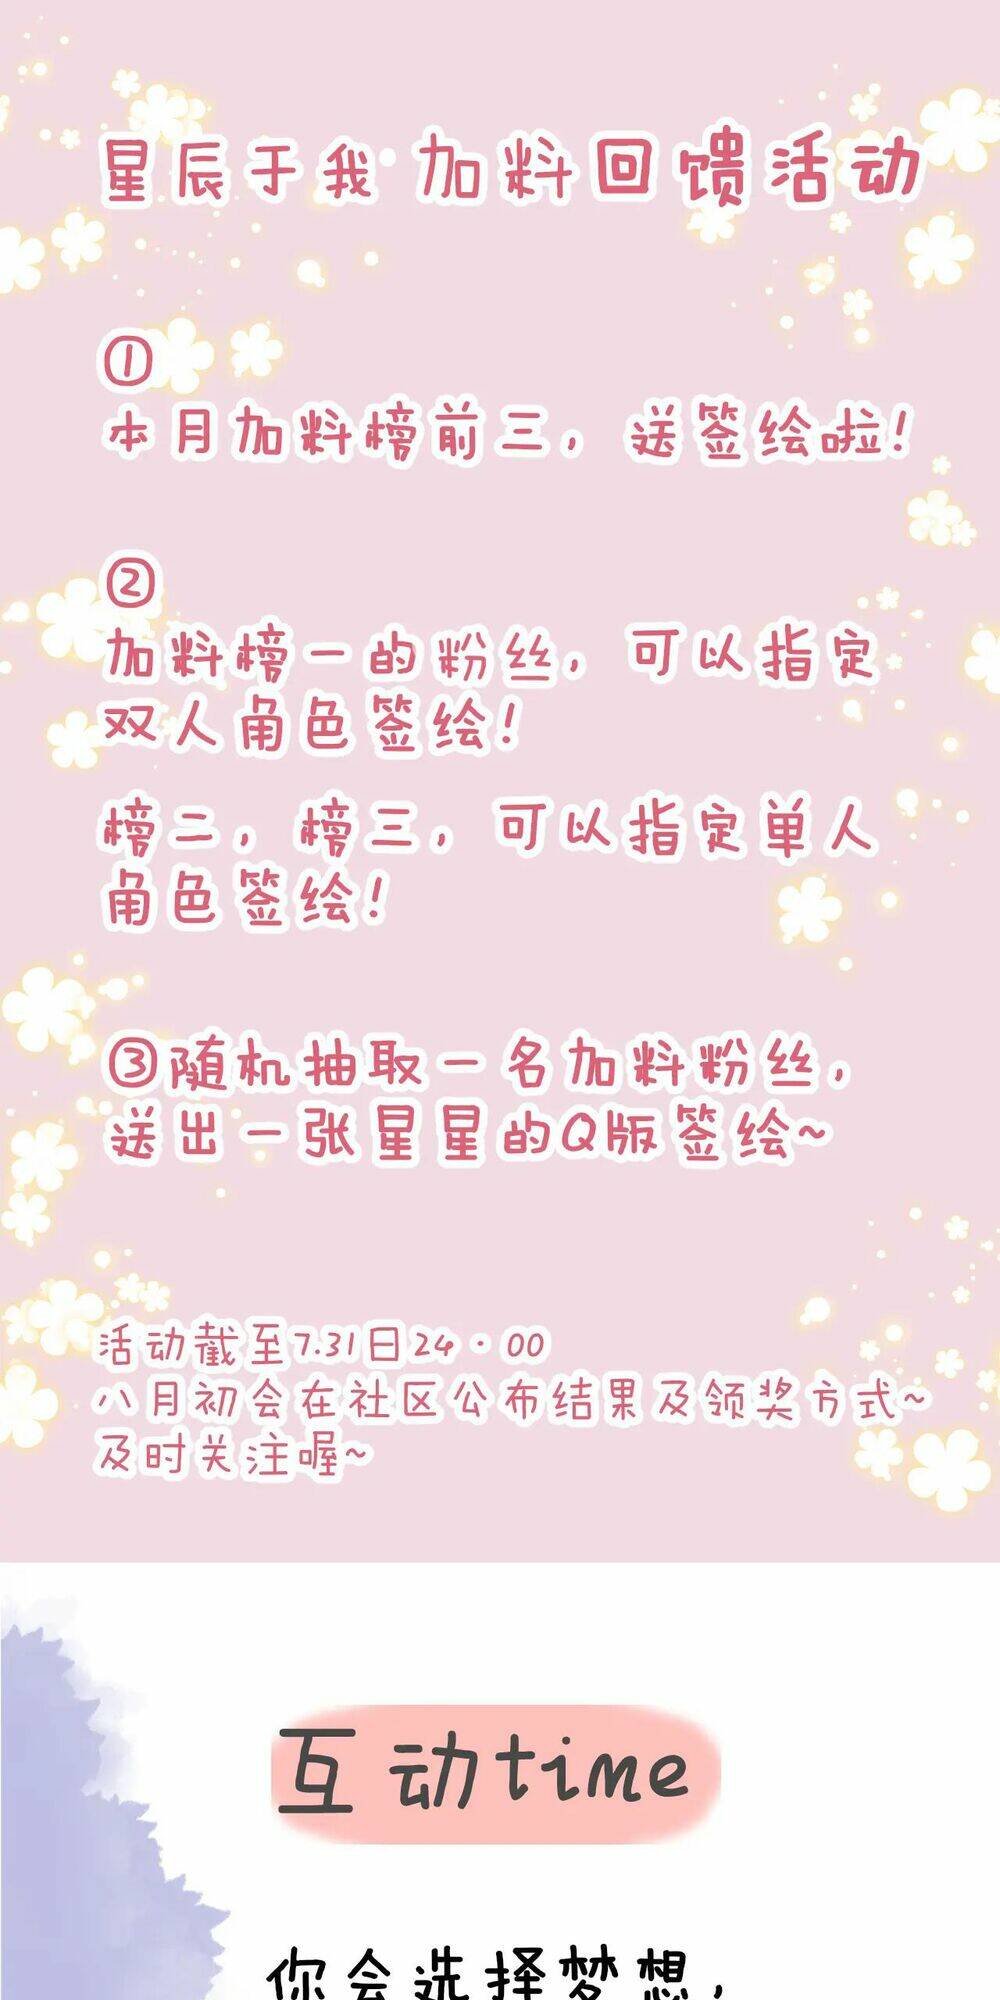 星辰于我·加料回馈活动
①
本月加料榜前三，送签绘啦！
②
加料榜一的粉丝，可以指定
双人角色签绘！
榜二，榜三，可以指定单人
角色签绘！
③随机抽取一名加料粉丝，
送出一张星星的Q版签绘~
活动截至7.31日24·00
八月初会在社区公布结果及领奖方式~
及时关注喔~
互动time
你会选择梦想，